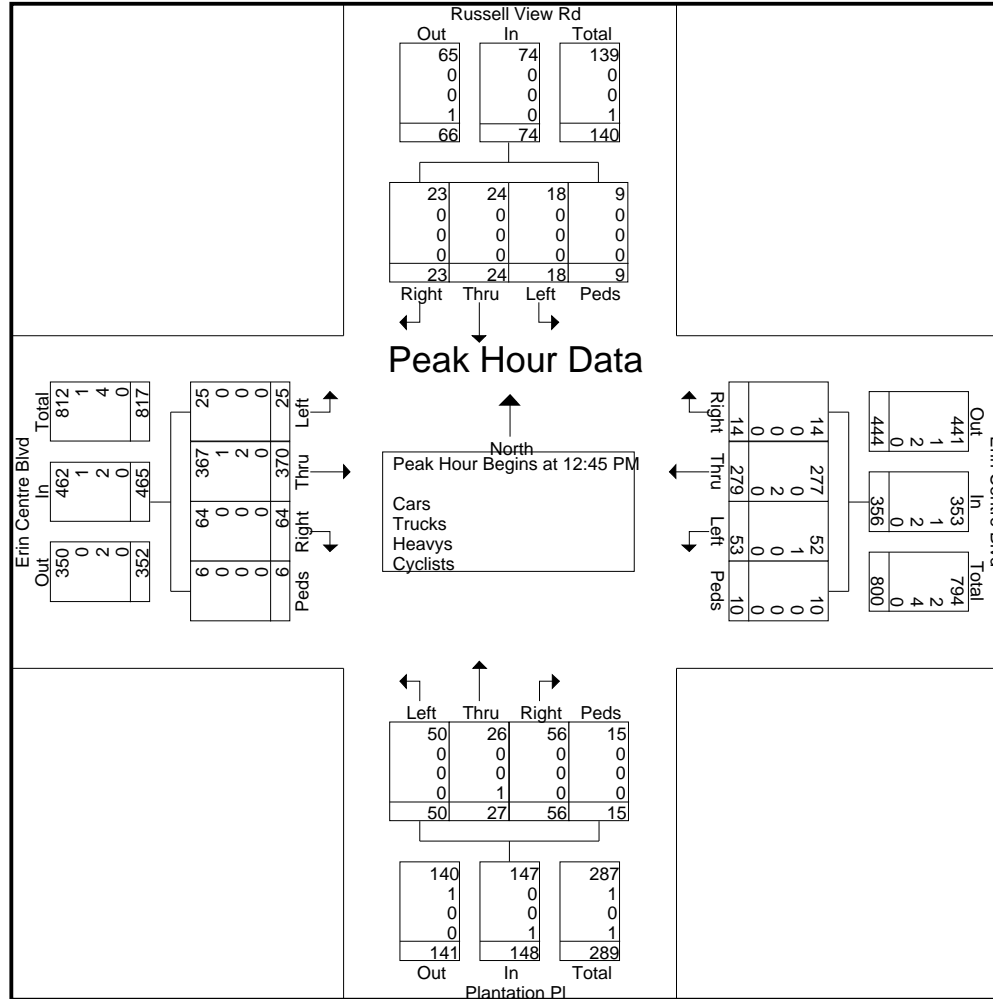 Russell View Rd
Out In Total
65 74 139
0 0 0
0 0 0
1 0 1
66 74 140
23 24 18 9
0 0 0 0
0 0 0 0
0 0 0 0
23 24 18 9
Right Thru Left Peds
Peak Hour Data
North
Peak Hour Begins at 12:45 PM
Cars
Trucks
Heavys
Cyclists
Erin Centre Blvd
Out In Total
350 462 812
0 1 1
2 2 4
0 0 0
352 465 817
Peds Right Thru Left
6 64 367 25
0 0 1 0
0 0 2 0
0 0 0 0
6 64 370 25
Right Thru Left Peds
14 277 52 10
0 0 1 0
0 2 0 0
0 0 0 0
14 279 53 10
Out In Total
441 353 794
1 1 2
2 2 4
0 0 0
444 356 800
Left Thru Right Peds
50 26 56 15
0 0 0 0
0 0 0 0
0 1 0 0
50 27 56 15
140 147 287
1 0 1
0 0 0
0 1 1
141 148 289
Out In Total
Plantation Pl